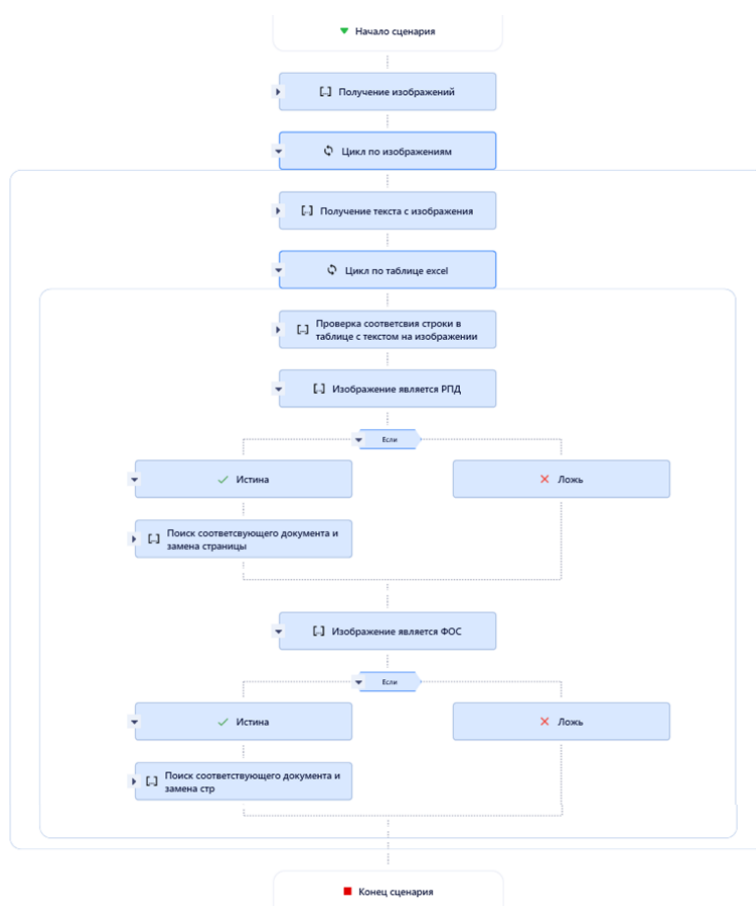 Начало сценария
Получение изображений
Цикл по изображениям
Получение текста с изображения
Цикл по таблице excel
Проверка соответсвия строки в
таблице с текстом на изображении
Изображение является РПД
Если
Истина
Ложь
Поиск соответсвующего документа и
замена страницы
Изображение является ФОС
Если
Истина
Ложь
Поиск соответствующего документа и
замена стр
Конец сценария